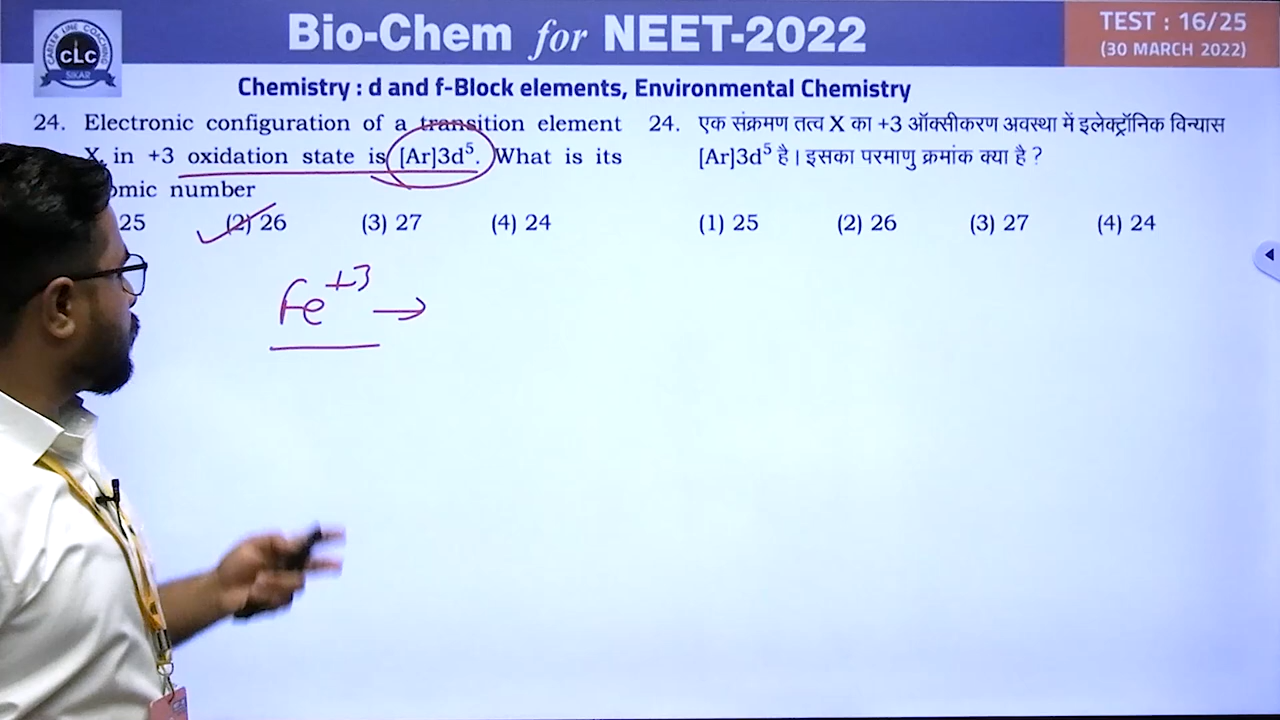 Bio-Chem for NEET-2022
TEST : 16/25
(30 MARCH 2022)
CAREER LINE COACHING
CLC
SIKAR
Chemistry : d and f-Block elements, Environmental Chemistry
24. Electronic configuration of a transition element
X in +3 oxidation state is [Ar]3d⁵. What is its
number
25 (2) 26 (3) 27 (4) 24
Fe⁺³ →
24. एक संक्रमण तत्व X का +3 ऑक्सीकरण अवस्था में इलेक्ट्रॉनिक विन्यास
[Ar]3d⁵ है। इसका परमाणु क्रमांक क्या है ?
(1) 25 (2) 26 (3) 27 (4) 24